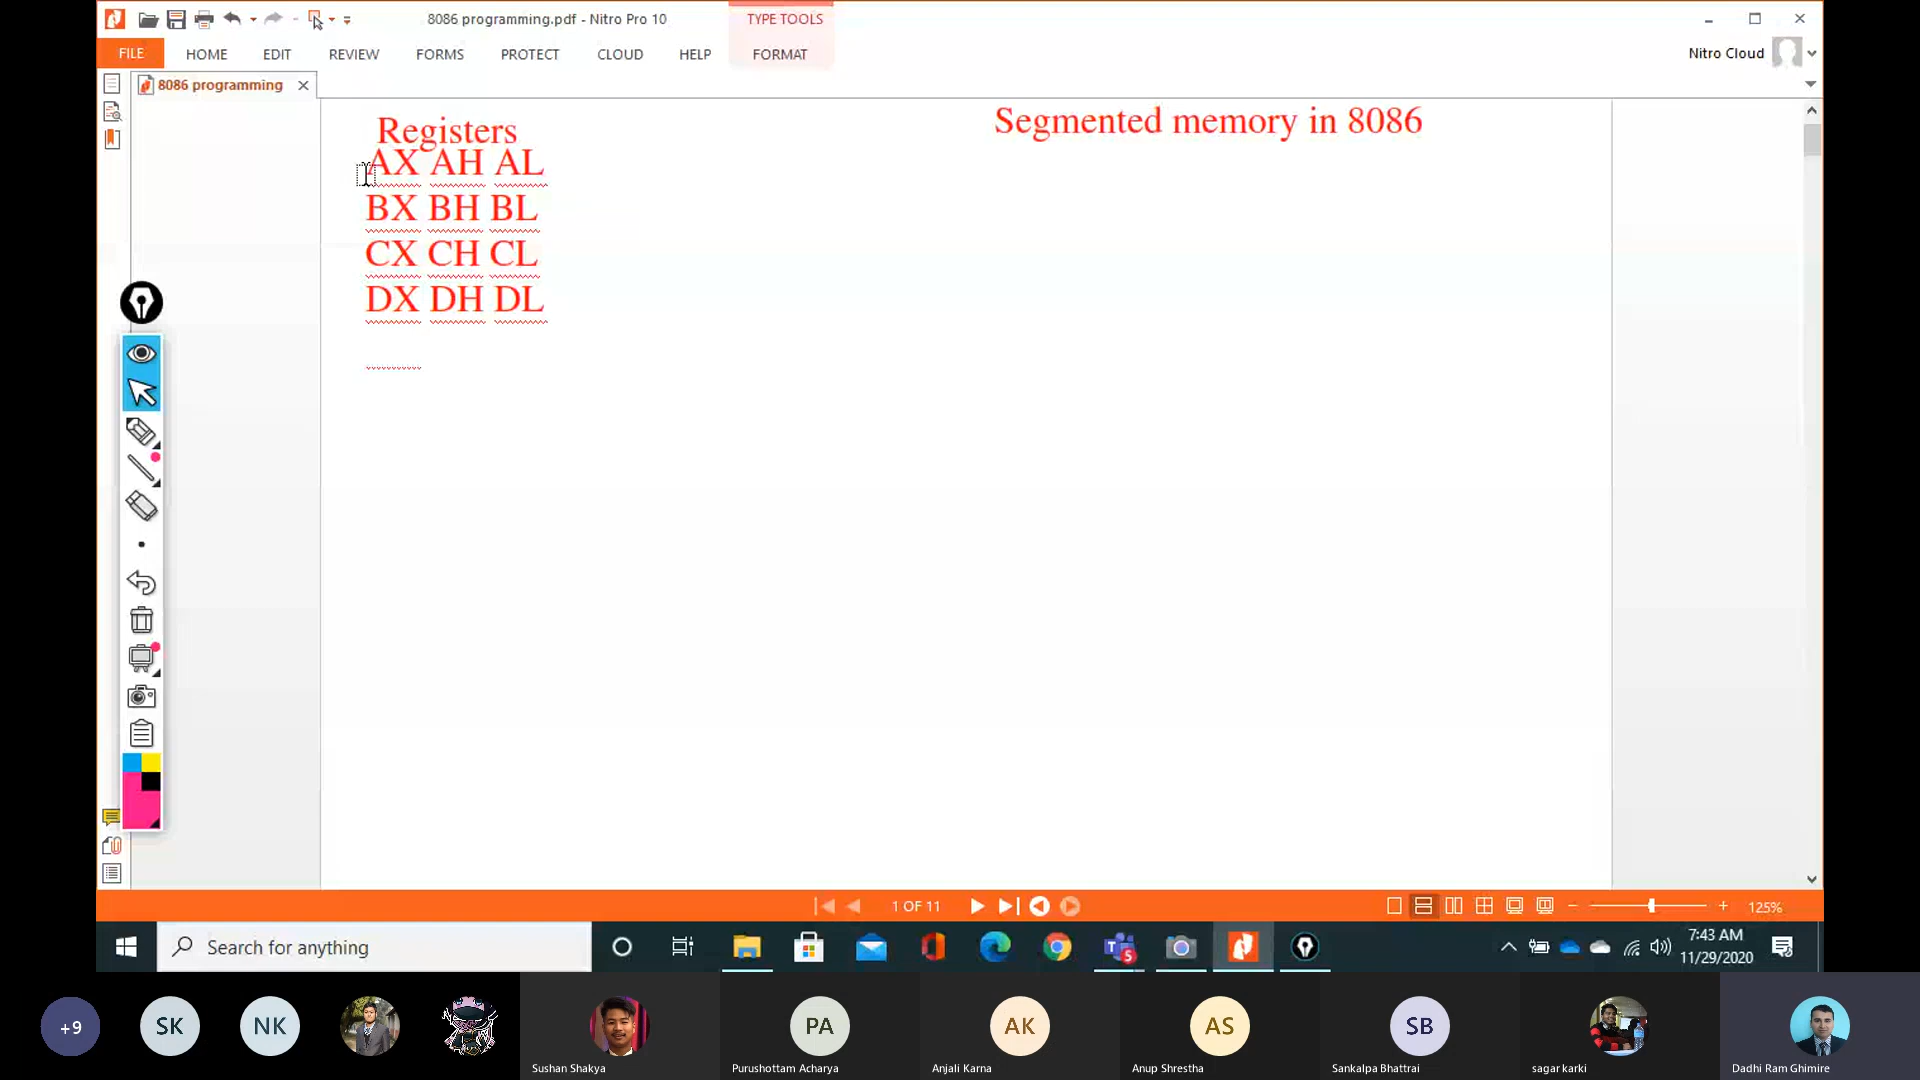 8086 programming.pdf - Nitro Pro 10
TYPE TOOLS
FILE HOME EDIT REVIEW FORMS PROTECT CLOUD HELP FORMAT
Nitro Cloud
8086 programming
Segmented memory in 8086
Registers
AX AH AL
BX BH BL
CX CH CL
DX DH DL
1 OF 11
125%
Search for anything
7:43 AM
11/29/2020
+9
SK
NK
PA
AK
AS
SB
Sushan Shakya
Purushottam Acharya
Anjali Karna
Anup Shrestha
Sankalpa Bhattrai
sagar karki
Dadhi Ram Ghimire